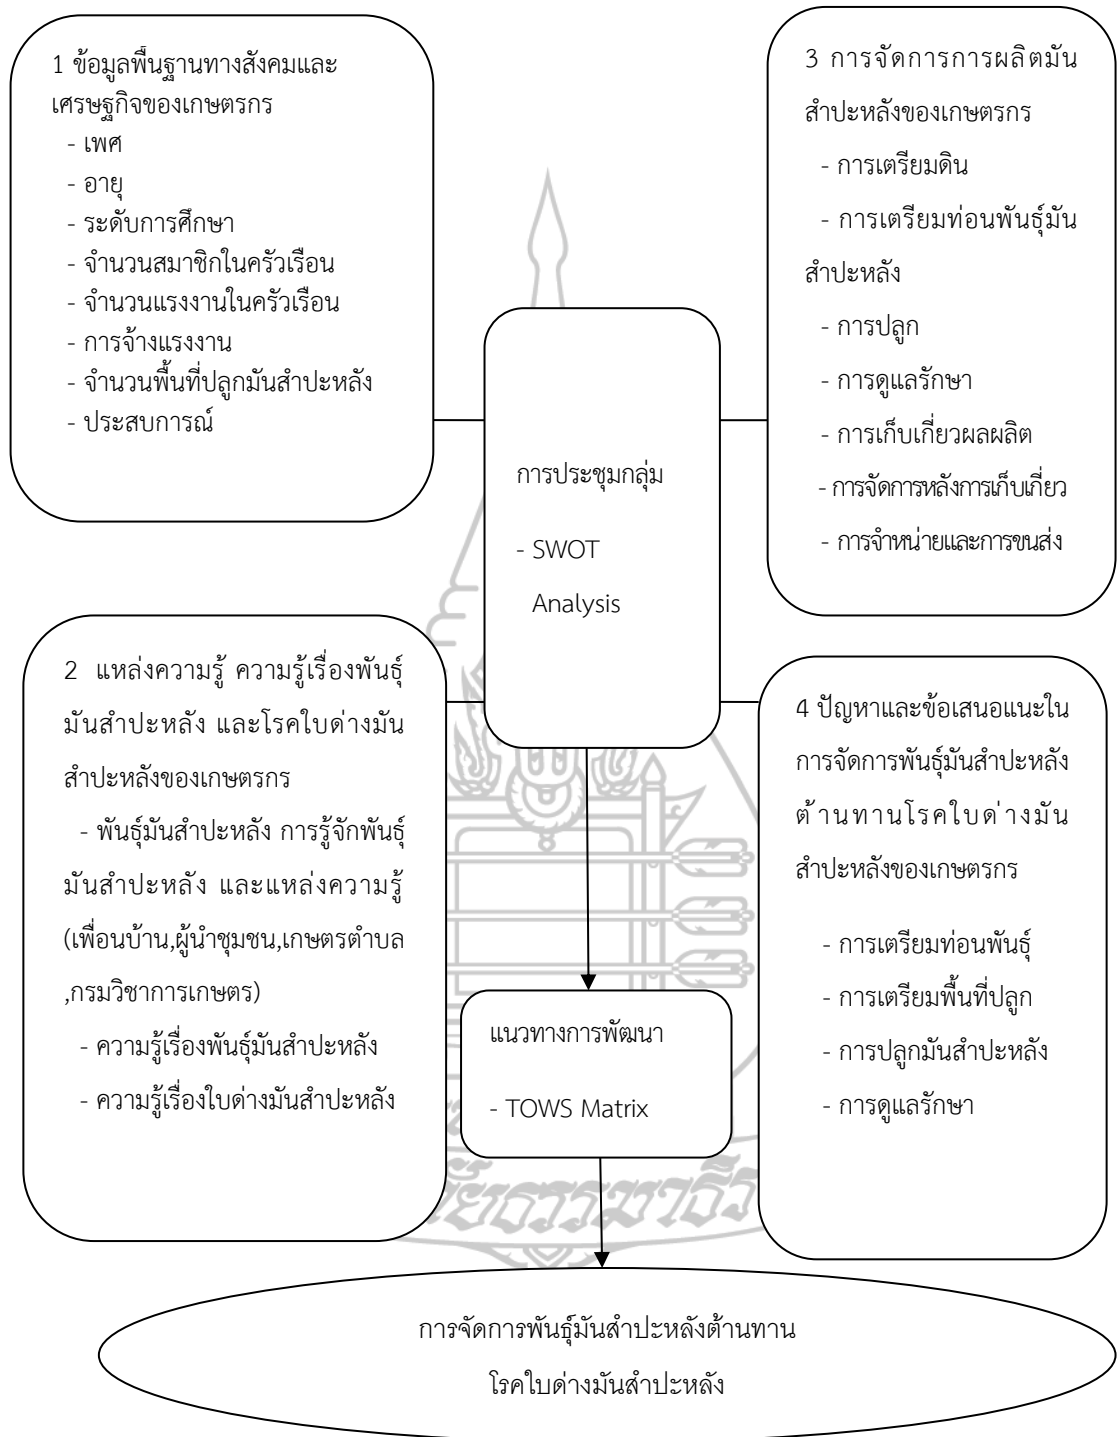 1 ข้อมูลพื้นฐานทางสังคมและ
เศรษฐกิจของเกษตรกร
- เพศ
- อายุ
- ระดับการศึกษา
- จำนวนสมาชิกในครัวเรือน
- จำนวนแรงงานในครัวเรือน
- การจ้างแรงงาน
- จำนวนพื้นที่ปลูกมันสำปะหลัง
- ประสบการณ์
2 แหล่งความรู้ ความรู้เรื่องพันธุ์
มันสำปะหลัง และโรคใบด่างมัน
สำปะหลังของเกษตรกร
- พันธุ์มันสำปะหลัง การรู้จักพันธุ์
มันสำปะหลัง และแหล่งความรู้
(เพื่อนบ้าน,ผู้นำชุมชน,เกษตรตำบล
,กรมวิชาการเกษตร)
- ความรู้เรื่องพันธุ์มันสำปะหลัง
- ความรู้เรื่องใบด่างมันสำปะหลัง
การประชุมกลุ่ม
- SWOT
Analysis
3 การจัดการการผลิตมัน
สำปะหลังของเกษตรกร
- การเตรียมดิน
- การเตรียมท่อนพันธุ์มัน
สำปะหลัง
- การปลูก
- การดูแลรักษา
- การเก็บเกี่ยวผลผลิต
- การจัดการหลังการเก็บเกี่ยว
- การจำหน่ายและการขนส่ง
4 ปัญหาและข้อเสนอแนะใน
การจัดการพันธุ์มันสำปะหลัง
ต้านทานโรคใบด่างมัน
สำปะหลังของเกษตรกร
- การเตรียมท่อนพันธุ์
- การเตรียมพื้นที่ปลูก
- การปลูกมันสำปะหลัง
- การดูแลรักษา
แนวทางการพัฒนา
- TOWS Matrix
การจัดการพันธุ์มันสำปะหลังต้านทาน
โรคใบด่างมันสำปะหลัง